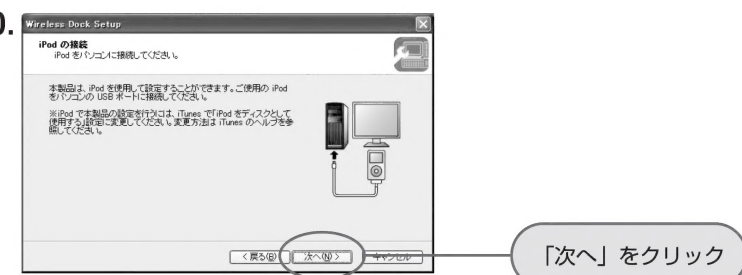 0.
Wireless Dock Setup
iPod の接続
iPod をパソコンに接続してください。
本製品は、iPod を使用して設定することができます。ご使用の iPod
をパソコンの USB ポートに接続してください。
※iPod で本製品の設定を行うには、iTunes で「iPod をディスクとして
使用する」設定に変更してください。変更方法は iTunes のヘルプを参
照してください。
< 戻る(B) 次へ(N) > キャンセル
「次へ」をクリック